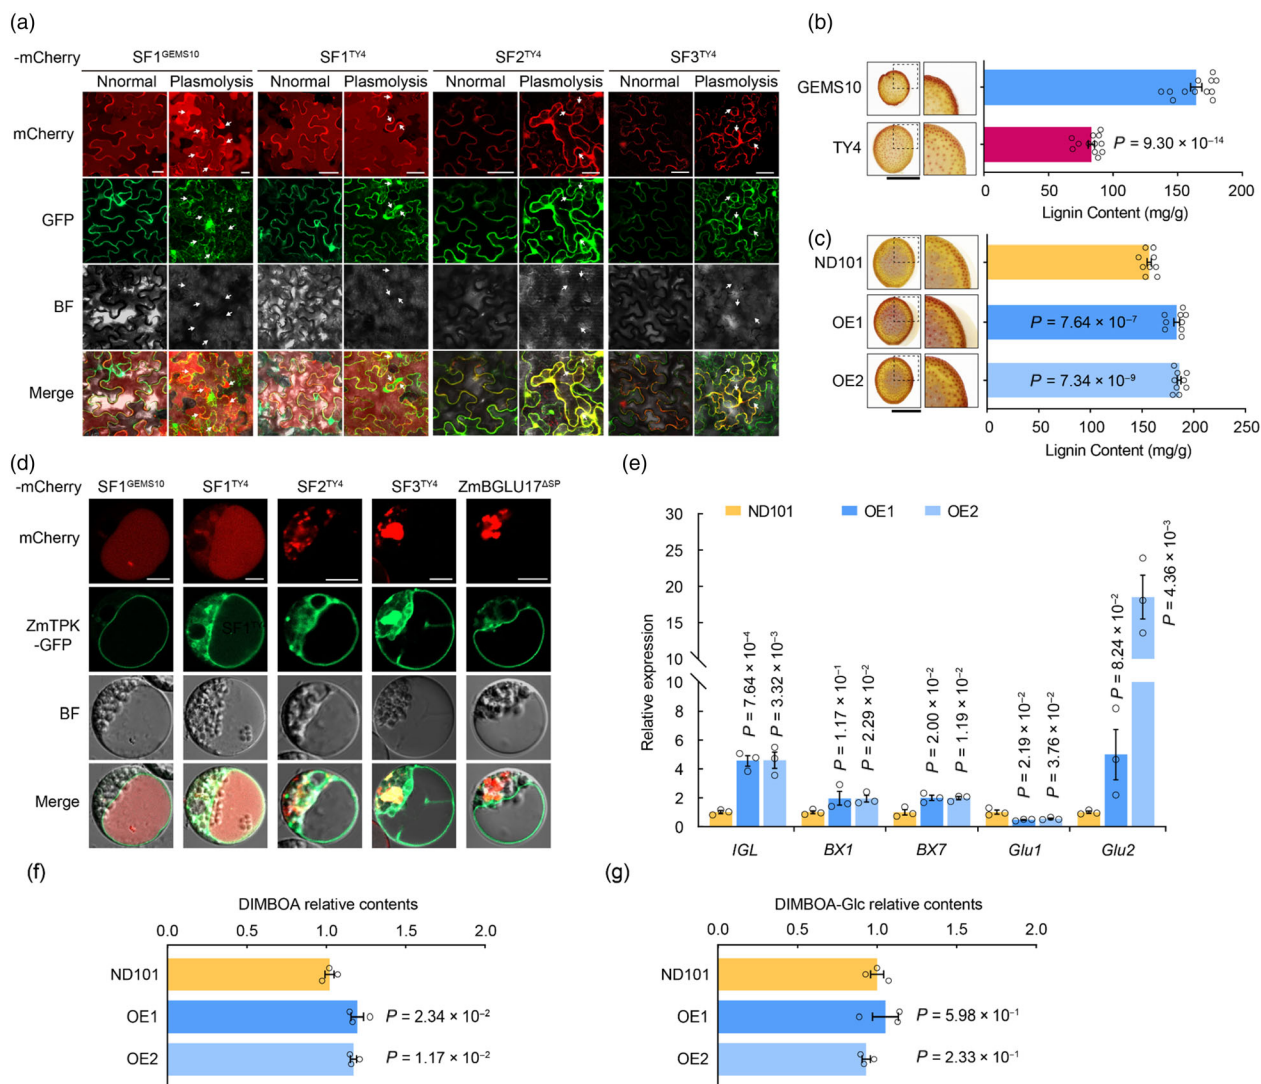 (a)
-mCherry SF1GEMS10 SF1TY4 SF2TY4 SF3TY4
Nnormal Plasmolysis Nnormal Plasmolysis Nnormal Plasmolysis Nnormal Plasmolysis
mCherry
GFP
BF
Merge
(b)
GEMS10
TY4
P = 9.30 × 10−14
0 50 100 150 200
Lignin Content (mg/g)
(c)
ND101
OE1
P = 7.64 × 10−7
OE2
P = 7.34 × 10−9
0 50 100 150 200 250
Lignin Content (mg/g)
(d)
-mCherry SF1GEMS10 SF1TY4 SF2TY4 SF3TY4 ZmBGLU17ΔSP
mCherry
ZmTPK
-GFP
SF1TY
BF
Merge
(e)
ND101 OE1 OE2
Relative expression
30
25
20
15
10
10
8
6
4
2
0
P = 7.64 × 10−4
P = 3.32 × 10−3
P = 1.17 × 10−1
P = 2.29 × 10−2
P = 2.00 × 10−2
P = 1.19 × 10−2
P = 2.19 × 10−2
P = 3.76 × 10−2
P = 8.24 × 10−2
P = 4.36 × 10−3
IGL BX1 BX7 Glu1 Glu2
(f)
DIMBOA relative contents
0.0 0.5 1.0 1.5 2.0
ND101
OE1 P = 2.34 × 10−2
OE2 P = 1.17 × 10−2
(g)
DIMBOA-Glc relative contents
0.0 0.5 1.0 1.5 2.0
ND101
OE1 P = 5.98 × 10−1
OE2 P = 2.33 × 10−1